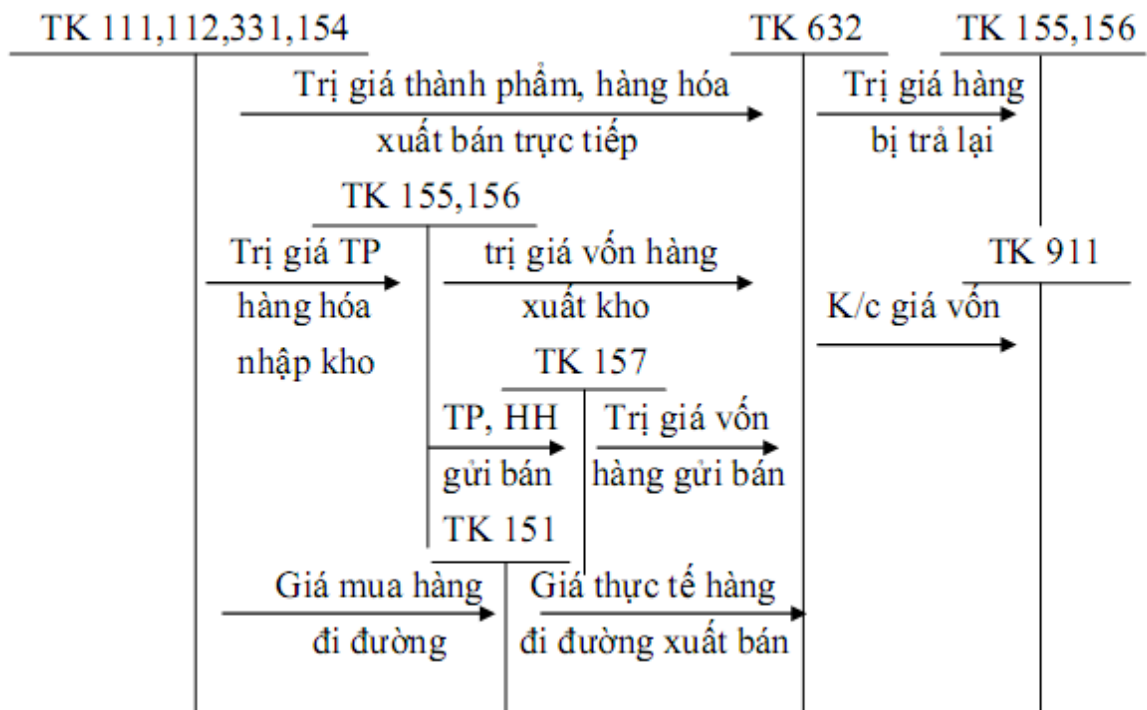 TK 111,112,331,154
TK 632
TK 155,156
Trị giá thành phẩm, hàng hóa
xuất bán trực tiếp
Trị giá hàng
bị trả lại
TK 155,156
Trị giá TP
hàng hóa
nhập kho
trị giá vốn hàng
xuất kho
TK 911
K/c giá vốn
TK 157
TP, HH
gửi bán
Trị giá vốn
hàng gửi bán
TK 151
Giá mua hàng
đi đường
Giá thực tế hàng
đi đường xuất bán